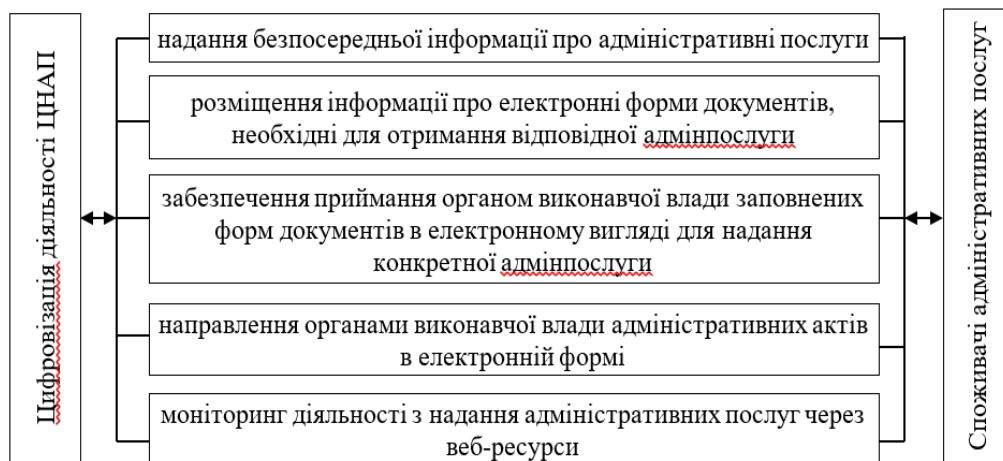 Цифровізація діяльності ЦНАП
надання безпосередньої інформації про адміністративні послуги
розміщення інформації про електронні форми документів,
необхідні для отримання відповідної адмінпослуги
забезпечення приймання органом виконавчої влади заповнених
форм документів в електронному вигляді для надання
конкретної адмінпослуги
направлення органами виконавчої влади адміністративних актів
в електронній формі
моніторинг діяльності з надання адміністративних послуг через
веб-ресурси
Споживачі адміністративних послуг